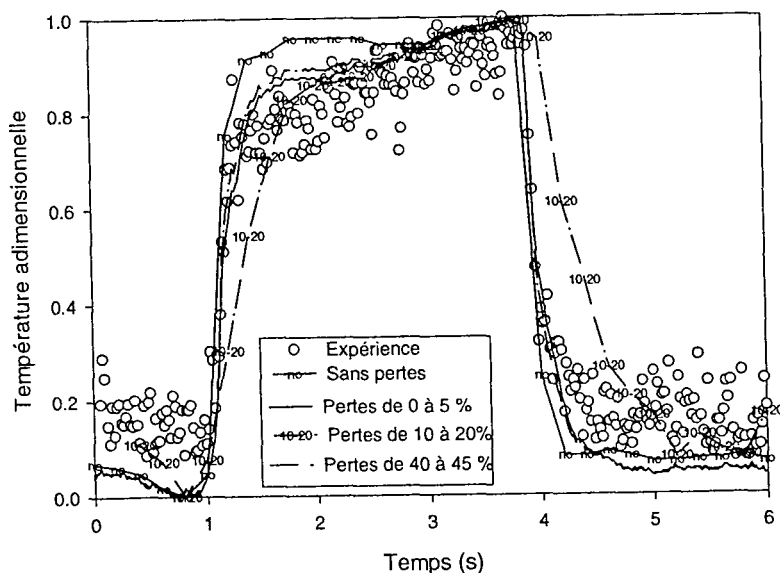 Température adimensionnelle
1.0
0.8
0.6
0.4
0.2
0.0
Expérience
no Sans pertes
Pertes de 0 à 5 %
10-20 Pertes de 10 à 20%
Pertes de 40 à 45 %
0 1 2 3 4 5 6
Temps (s)